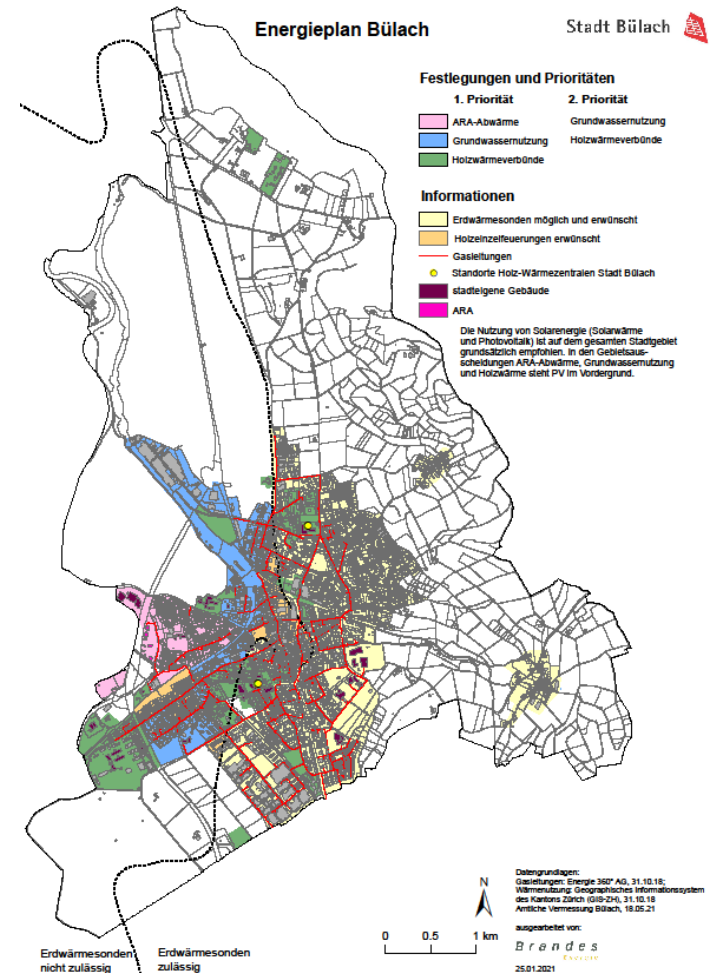 Energieplan Bülach
Stadt Bülach
Festlegungen und Prioritäten
1. Priorität 2. Priorität
ARA-Abwärme Grundwassernutzung
Grundwassernutzung Holzwärmeverbünde
Holzwärmeverbünde
Informationen
Erdwärmesonden möglich und erwünscht
Holzeinzelfeuerungen erwünscht
Gasleitungen
Standorte Holz-Wärmezentralen Stadt Bülach
stadteigene Gebäude
ARA
Die Nutzung von Solarenergie (Solarwärme
und Photovoltaik) ist auf dem gesamten Stadtgebiet
grundsätzlich empfohlen. In den Gebietsaus-
scheidungen ARA-Abwärme, Grundwassernutzung
und Holzwärme steht PV im Vordergrund.
N
0 0.5 1 km
Datengrundlagen:
Gasleitungen: Energie 360° AG, 31.10.18;
Wärmenutzung: Geographisches Informationssystem
des Kantons Zürich (GIS-ZH), 31.10.18
Amtliche Vermessung Bülach, 18.05.21
ausgearbeitet von:
Brandes
Energie
25.01.2021
Erdwärmesonden
nicht zulässig
Erdwärmesonden
zulässig